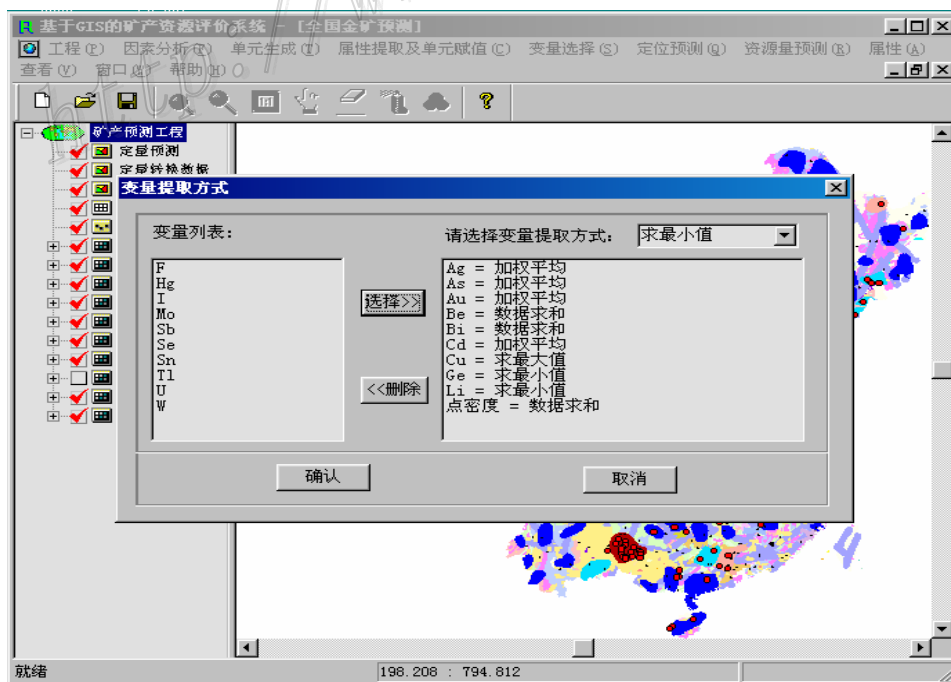 基于GIS的矿产资源评价系统 - [全国金矿预测]
工程(P) 因素分析(F) 单元生成(T) 属性提取及单元赋值(C) 变量选择(S) 定位预测(Q) 资源量预测(R) 属性(A)
查看(V) 窗口(W) 帮助(H)
http://w
矿产预测工程
定量预测
定量转换数据
变量提取方式
变量列表:
请选择变量提取方式: 求最小值
F
Hg
I
Mo
Sb
Se
Sn
Tl
U
W
选择>>
<<删除
Ag = 加权平均
As = 加权平均
Au = 加权平均
Be = 数据求和
Bi = 数据求和
Cd = 加权平均
Cu = 求最大值
Ge = 求最小值
Li = 求最小值
点密度 = 数据求和
确认
取消
就绪
198.208 : 794.812